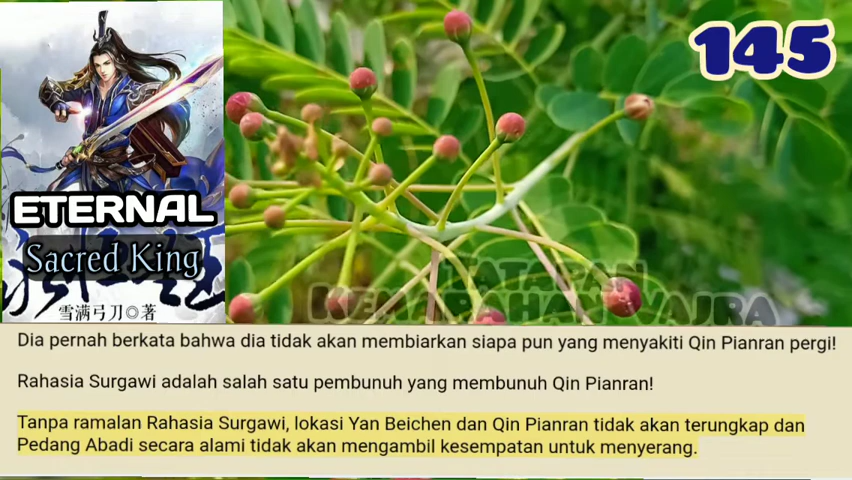 145
ETERNAL
Sacred King
雪满弓刀◎著
TATAPAN
KEMARAHAN VAJRA
Dia pernah berkata bahwa dia tidak akan membiarkan siapa pun yang menyakiti Qin Pianran pergi!
Rahasia Surgawi adalah salah satu pembunuh yang membunuh Qin Pianran!
Tanpa ramalan Rahasia Surgawi, lokasi Yan Beichen dan Qin Pianran tidak akan terungkap dan
Pedang Abadi secara alami tidak akan mengambil kesempatan untuk menyerang.